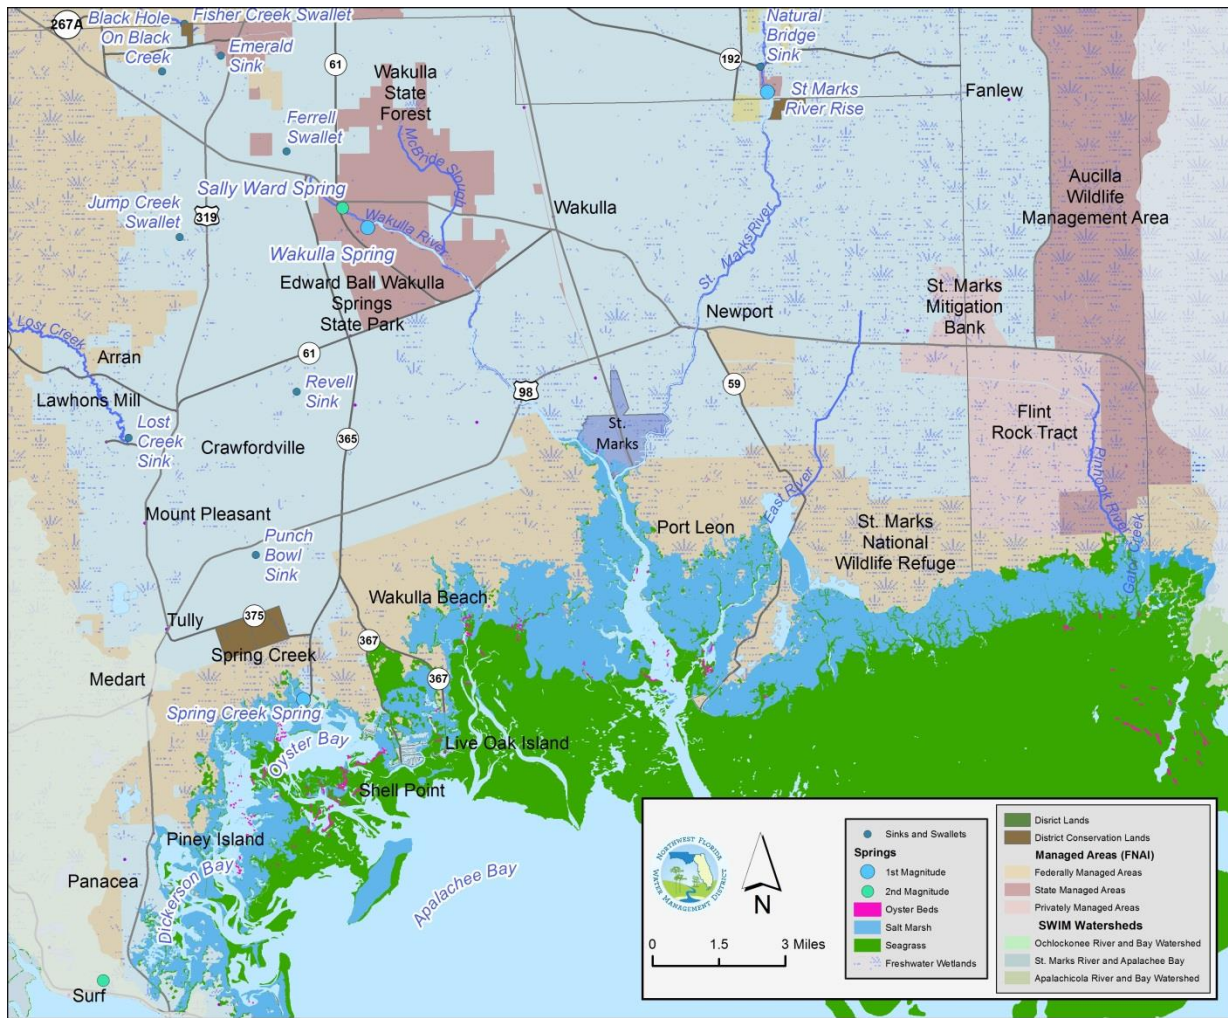 267A
Black Hole
On Black
Creek
Fisher Creek Swallet
Emerald
Sink
61
Natural
Bridge
Sink
192
St Marks
River Rise
Fanlew
Wakulla
State
Forest
Ferrell
Swallet
McBride Slough
Sally Ward Spring
Jump Creek
Swallet
319
Wakulla River
Wakulla
Wakulla Spring
Aucilla
Wildlife
Management Area
St. Marks River
Edward Ball Wakulla
Springs
State Park
St. Marks
Mitigation
Bank
Newport
Lost Creek
Arran
61
Revell
Sink
98
59
Lawhons Mill
Lost
Creek
Sink
Crawfordville
365
St.
Marks
Flint
Rock Tract
Pinhook River
Mount Pleasant
Punch
Bowl
Sink
Port Leon
East River
St. Marks
National
Wildlife Refuge
Gator Creek
Wakulla Beach
Tully
375
367
Spring Creek
Medart
367
Spring Creek Spring
Oyster Bay
Live Oak Island
Shell Point
Piney Island
Panacea
Dickerson Bay
Apalachee Bay
Surf
NORTHWEST FLORIDA
WATER MANAGEMENT DISTRICT
N
0 1.5 3 Miles
Sinks and Swallets
Springs
1st Magnitude
2nd Magnitude
Oyster Beds
Salt Marsh
Seagrass
Freshwater Wetlands
Disrict Lands
District Conservation Lands
Managed Areas (FNAI)
Federally Managed Areas
State Managed Areas
Privately Managed Areas
SWIM Watersheds
Ochlockonee River and Bay Watershed
St. Marks River and Apalachee Bay
Apalachicola River and Bay Watershed